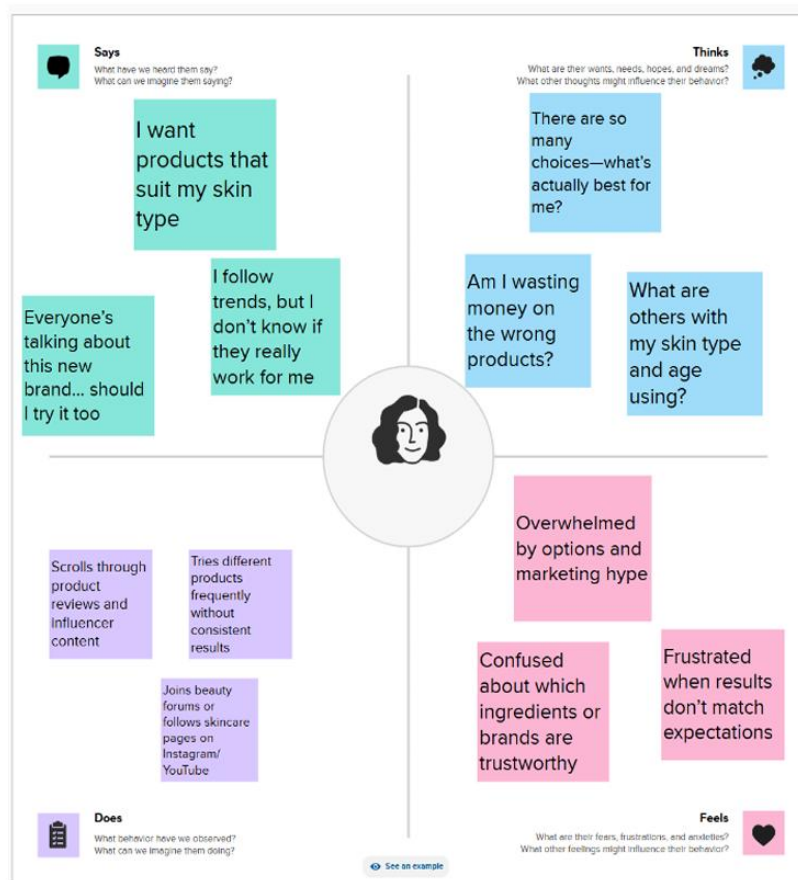 Says
What have we heard them say?
What can we imagine them saying?
I want
products that
suit my skin
type
I follow
trends, but I
don’t know if
they really
work for me
Everyone’s
talking about
this new
brand... should
I try it too
Thinks
What are their wants, needs, hopes, and dreams?
What other thoughts might influence their behavior?
There are so
many
choices—what’s
actually best for
me?
Am I wasting
money on
the wrong
products?
What are
others with
my skin type
and age
using?
Scrolls through
product
reviews and
influencer
content
Tries different
products
frequently
without
consistent
results
Joins beauty
forums or
follows skincare
pages on
Instagram/
YouTube
Does
What behavior have we observed?
What can we imagine them doing?
Overwhelmed
by options and
marketing hype
Confused
about which
ingredients or
brands are
trustworthy
Frustrated
when results
don’t match
expectations
Feels
What are their fears, frustrations, and anxieties?
What other feelings might influence their behavior?
See an example